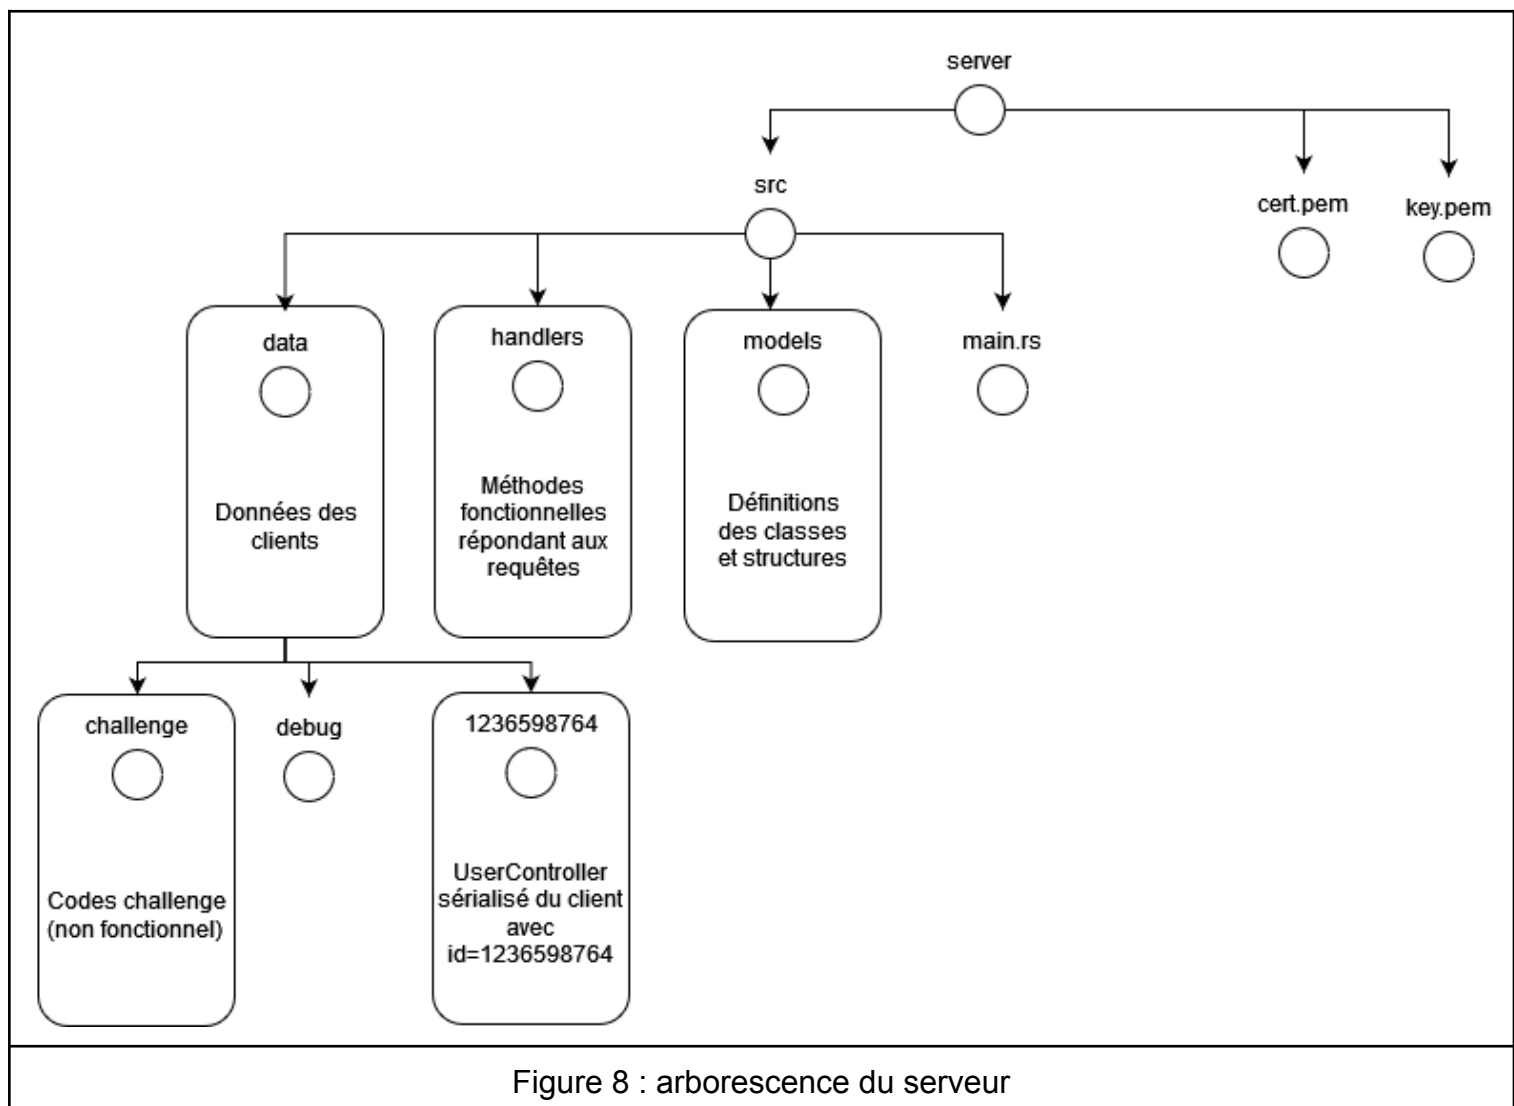 server
src
cert.pem
key.pem
data
handlers
models
main.rs
Données des
clients
Méthodes
fonctionnelles
répondant aux
requêtes
Définitions
des classes
et structures
challenge
debug
1236598764
Codes challenge
(non fonctionnel)
UserController
sérialisé du client
avec
id=1236598764
Figure 8 : arborescence du serveur